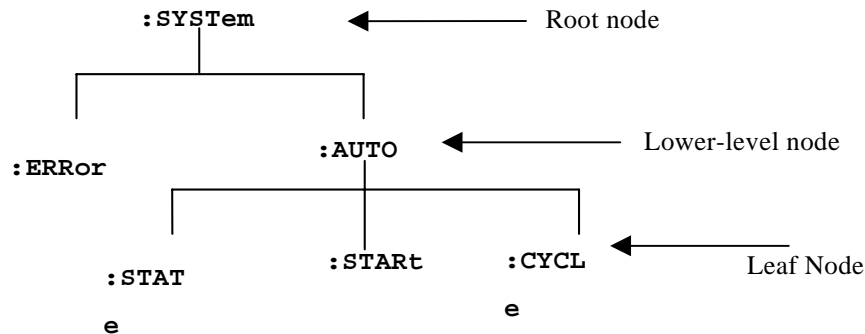 :SYSTem
Root node
:ERRor
:AUTO
Lower-level node
:STAT
e
:STARt
:CYCL
e
Leaf Node